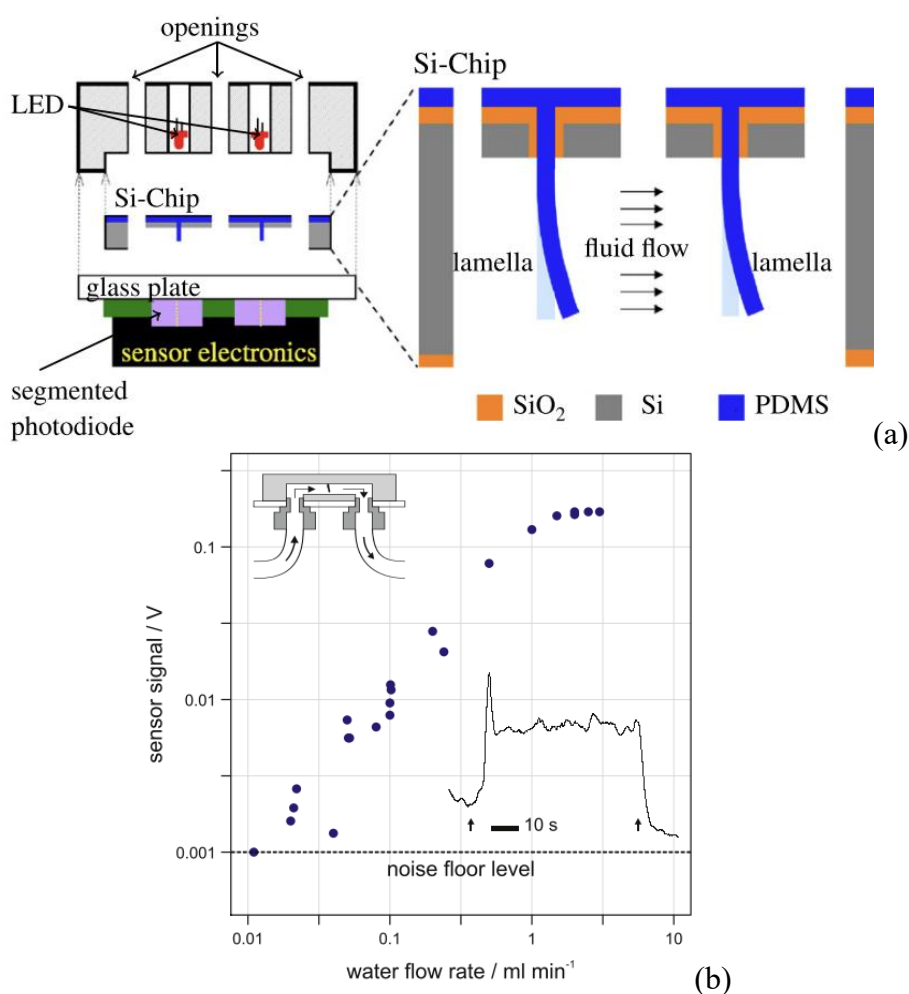 openings
LED
Si-Chip
glass plate
sensor electronics
segmented
photodiode
Si-Chip
lamella
fluid flow
lamella
SiO₂
Si
PDMS
(a)
sensor signal / V
0.1
0.01
0.001
10 s
noise floor level
0.01
0.1
1
10
water flow rate / ml min⁻¹
(b)